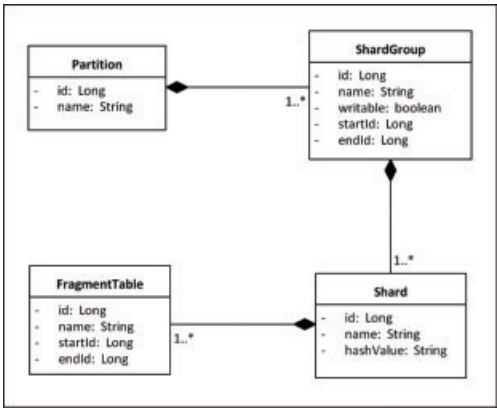 Partition
- id: Long
- name: String
ShardGroup
- id: Long
- name: String
- writable: boolean
- startId: Long
- endId: Long
1..*
1..*
FragmentTable
- id: Long
- name: String
- startId: Long
- endId: Long
1..*
Shard
- id: Long
- name: String
- hashValue: String